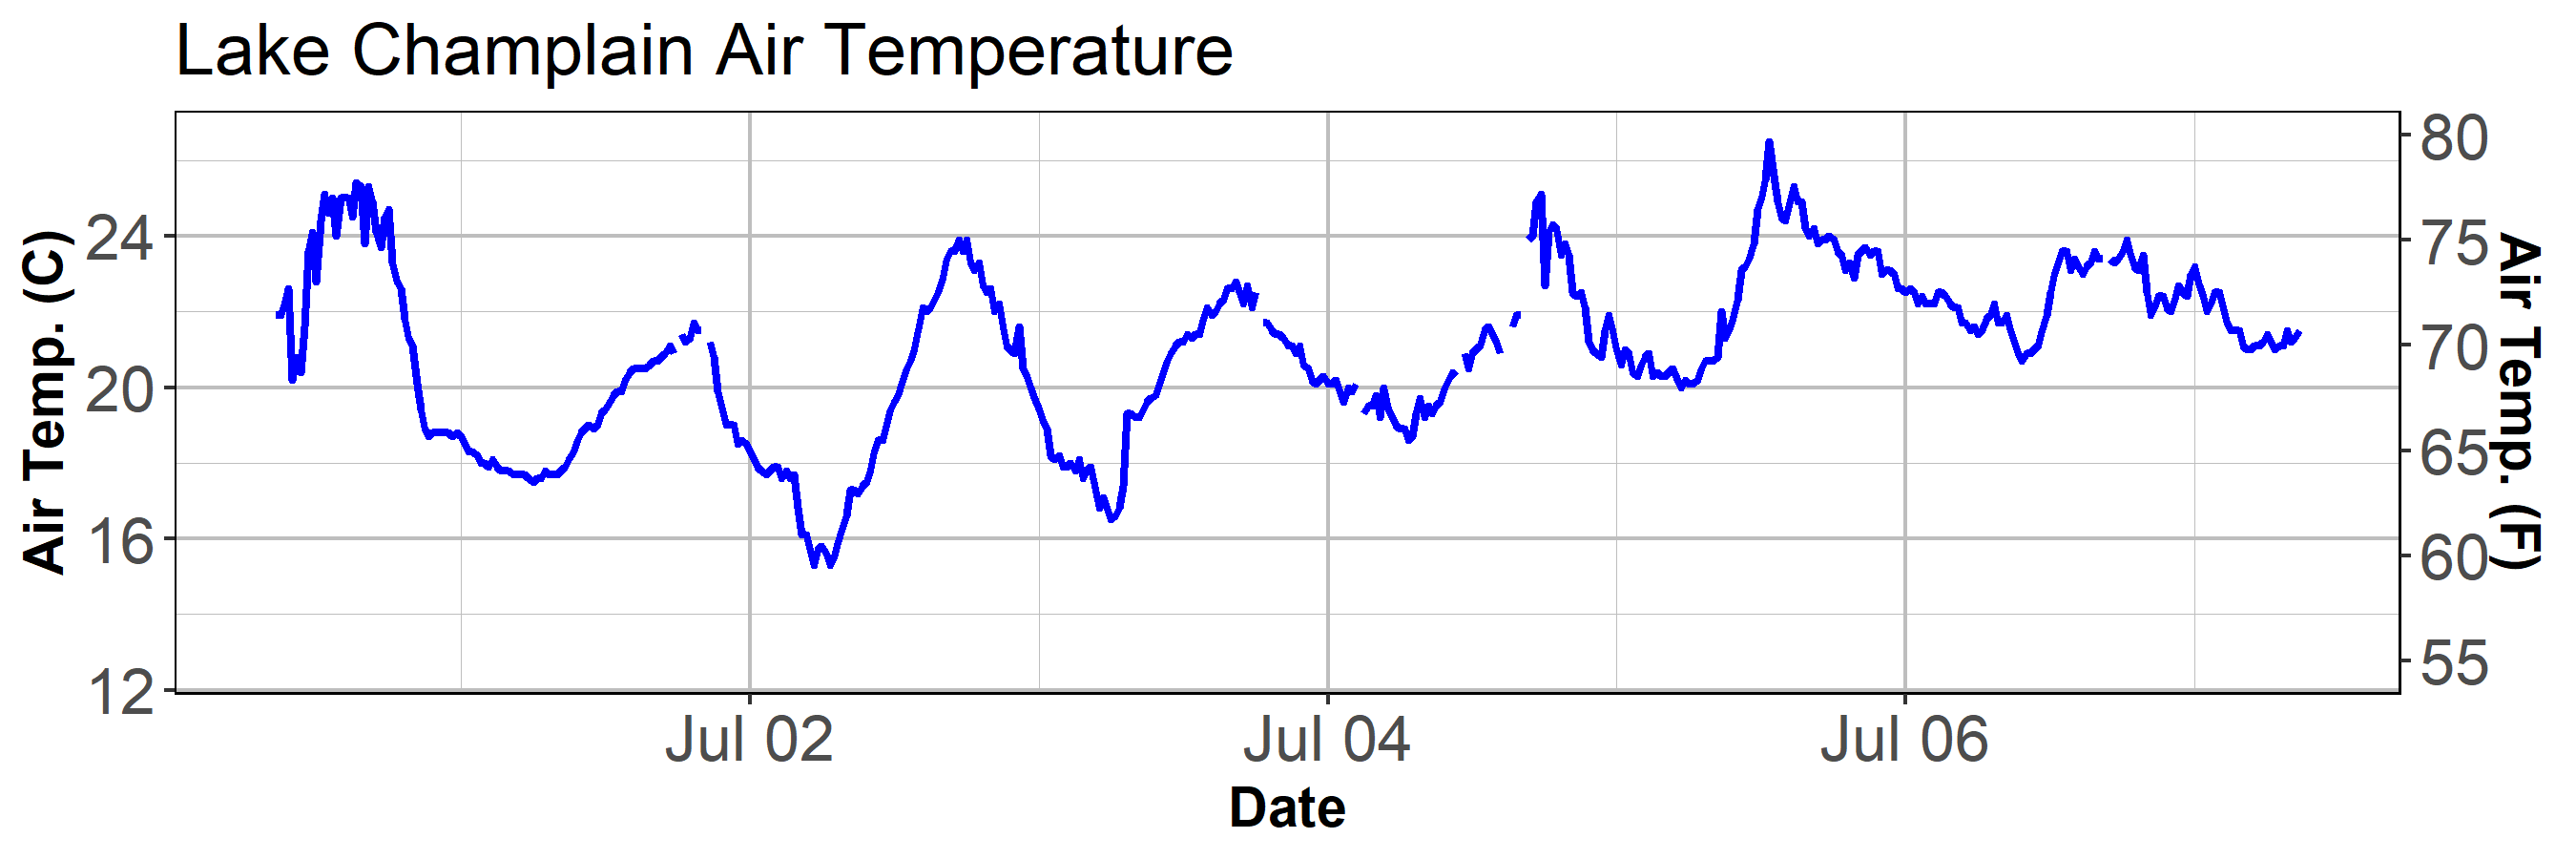 Lake Champlain Air Temperature
Air Temp. (C)
24
20
16
12
80
75
70
65
60
55
Air Temp. (F)
Jul 02 Jul 04 Jul 06
Date